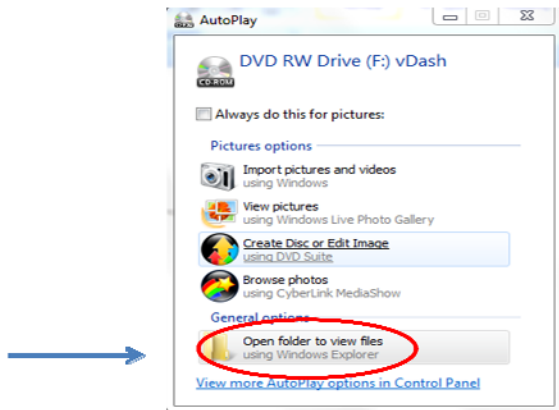 AutoPlay
DVD RW Drive (F:) vDash
CD-ROM
Always do this for pictures:
Pictures options
Import pictures and videos
using Windows
View pictures
using Windows Live Photo Gallery
Create Disc or Edit Image
using DVD Suite
Browse photos
using CyberLink MediaShow
General options
Open folder to view files
using Windows Explorer
View more AutoPlay options in Control Panel